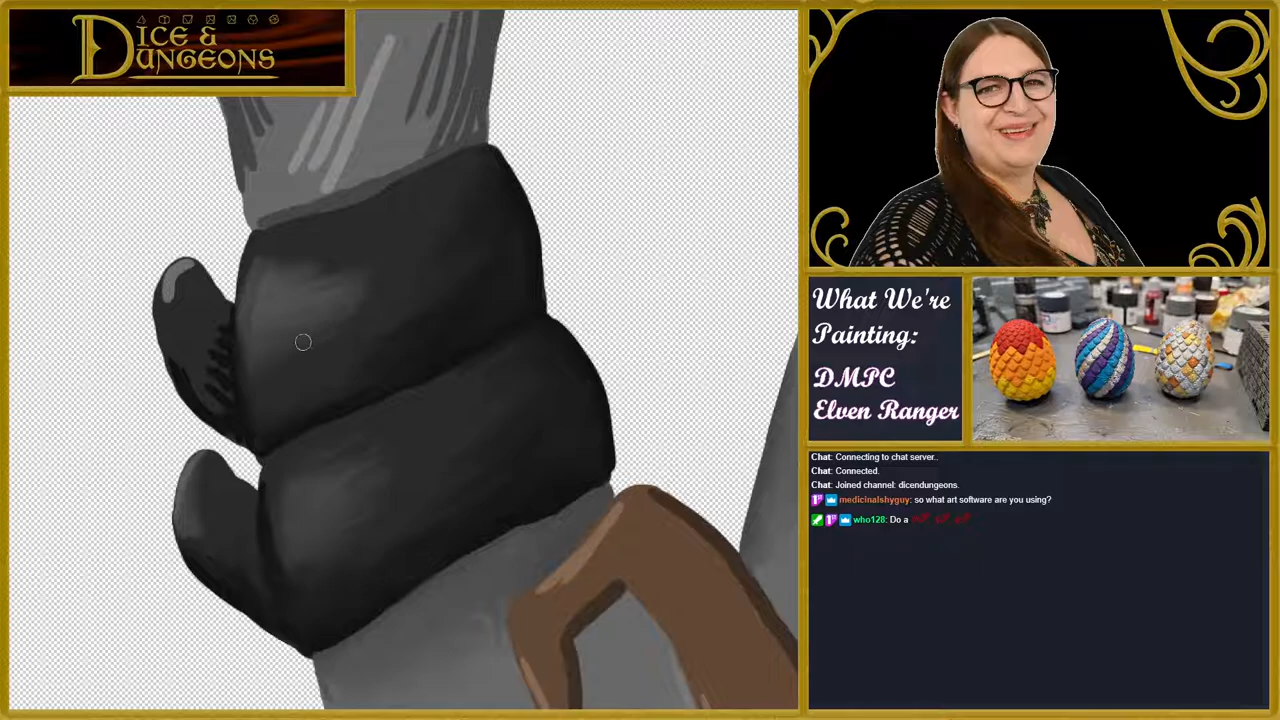 DICE &
DUNGEONS
What We're
Painting:
DMPC
Elven Ranger
Chat: Connecting to chat server..
Chat: Connected.
Chat: Joined channel: dicendungeons.
medicinalshyguy: so what art software are you using?
who128: Do a